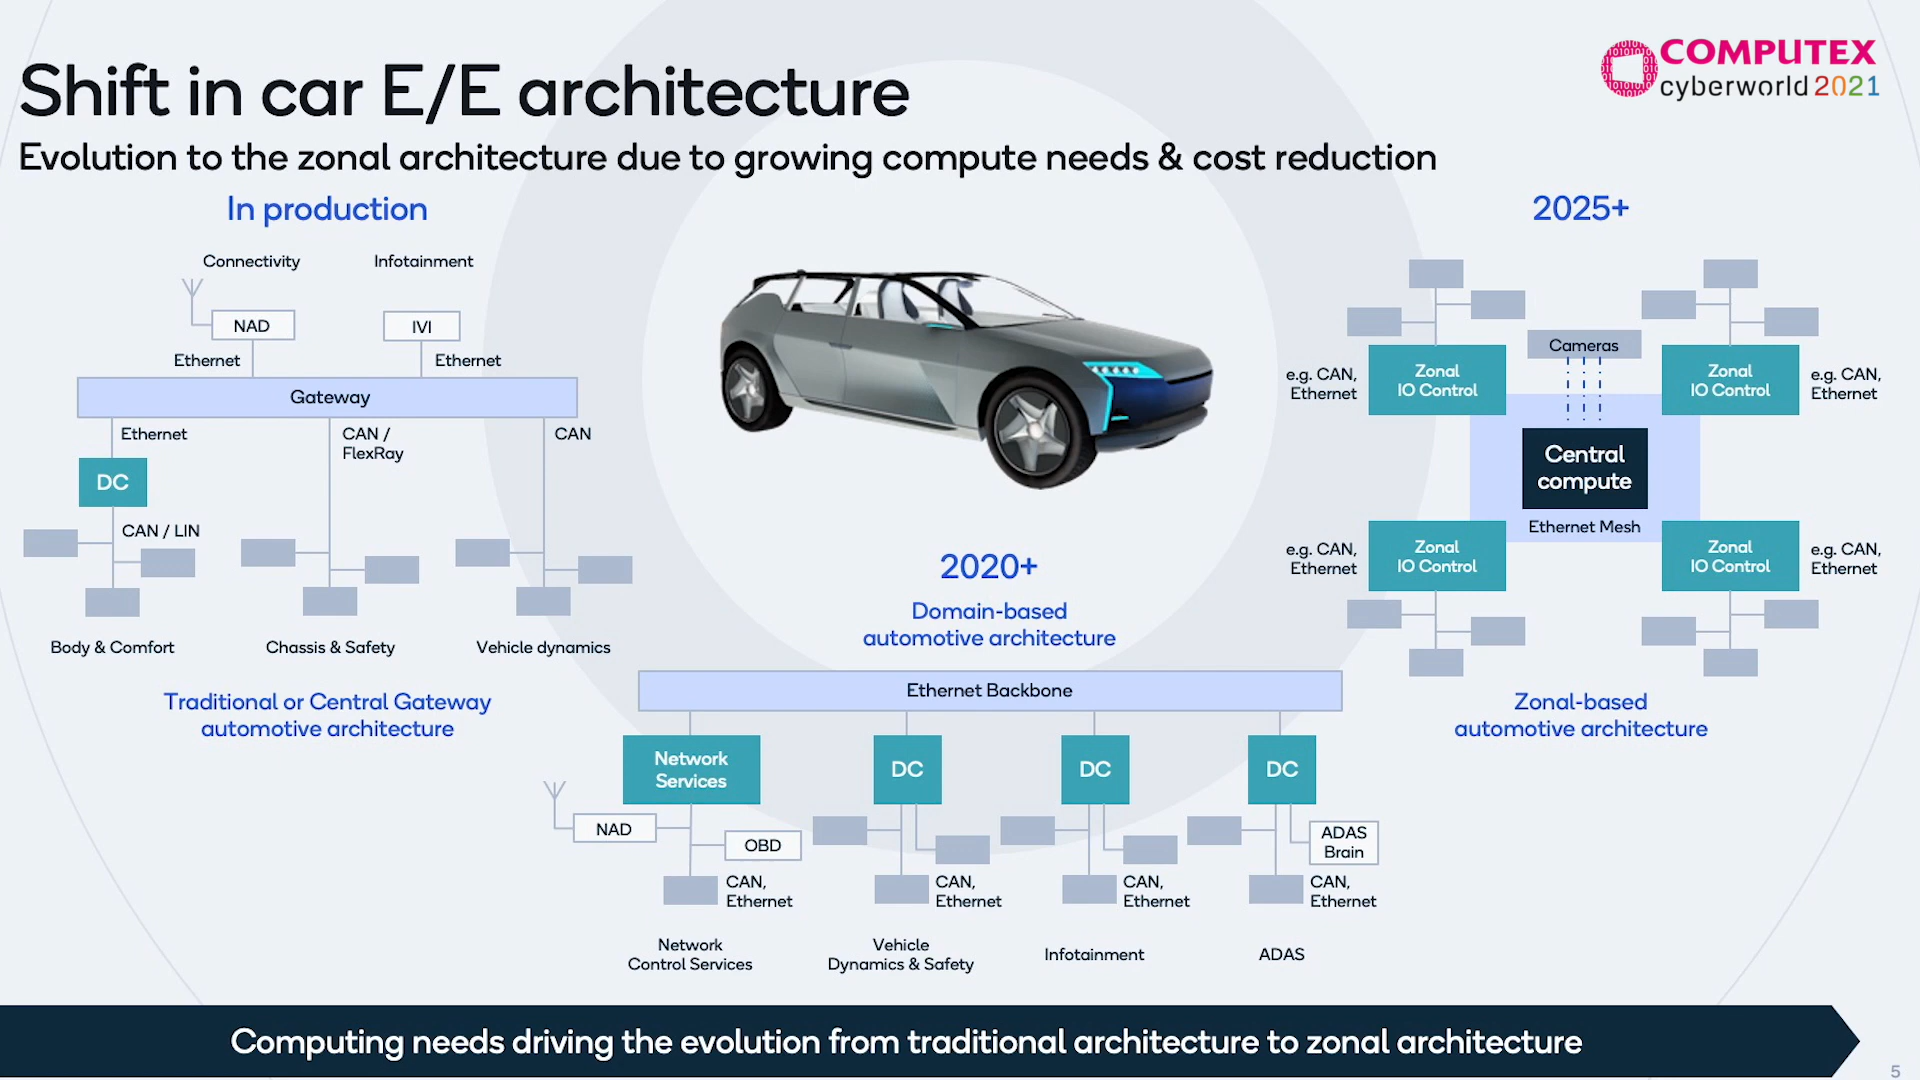 COMPUTEX
cyberworld 2021
Shift in car E/E architecture
Evolution to the zonal architecture due to growing compute needs & cost reduction
In production
Connectivity
Infotainment
NAD
IVI
Ethernet
Ethernet
Gateway
Ethernet
CAN /
FlexRay
CAN
DC
CAN / LIN
Body & Comfort
Chassis & Safety
Vehicle dynamics
Traditional or Central Gateway
automotive architecture
2020+
Domain-based
automotive architecture
Ethernet Backbone
Network
Services
DC
DC
DC
NAD
OBD
ADAS
Brain
CAN,
Ethernet
CAN,
Ethernet
CAN,
Ethernet
CAN,
Ethernet
Network
Control Services
Vehicle
Dynamics & Safety
Infotainment
ADAS
2025+
Cameras
e.g. CAN,
Ethernet
Zonal
IO Control
Zonal
IO Control
e.g. CAN,
Ethernet
Central
compute
Ethernet Mesh
e.g. CAN,
Ethernet
Zonal
IO Control
Zonal
IO Control
e.g. CAN,
Ethernet
Zonal-based
automotive architecture
Computing needs driving the evolution from traditional architecture to zonal architecture
5